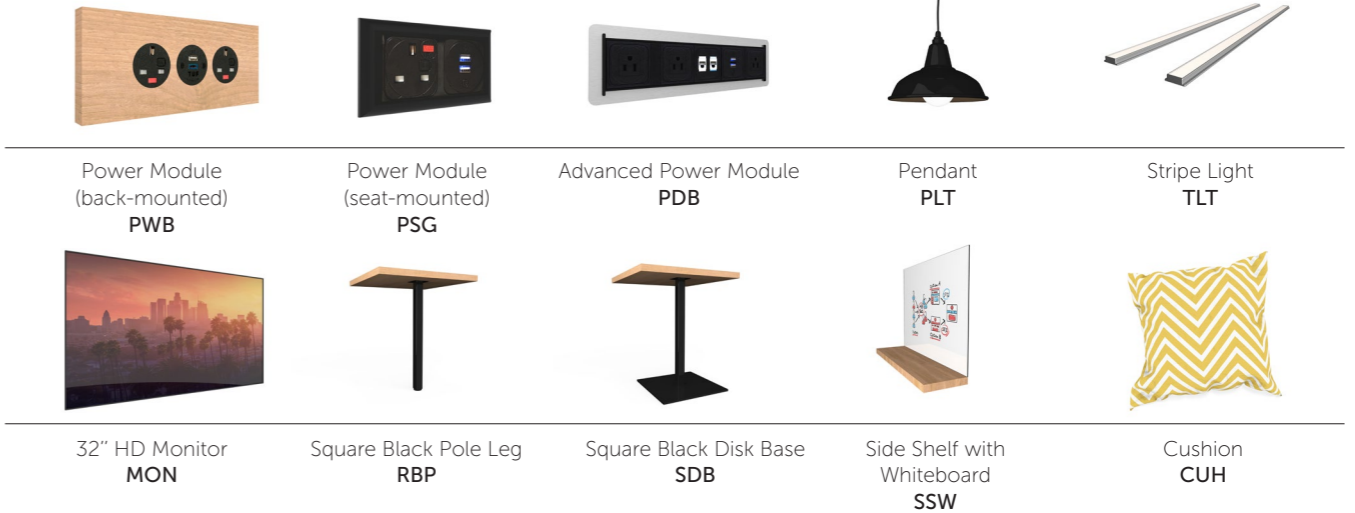 Power Module
(back-mounted)
PWB
Power Module
(seat-mounted)
PSG
Advanced Power Module
PDB
Pendant
PLT
Stripe Light
TLT
32’’ HD Monitor
MON
Square Black Pole Leg
RBP
Square Black Disk Base
SDB
Side Shelf with
Whiteboard
SSW
Cushion
CUH